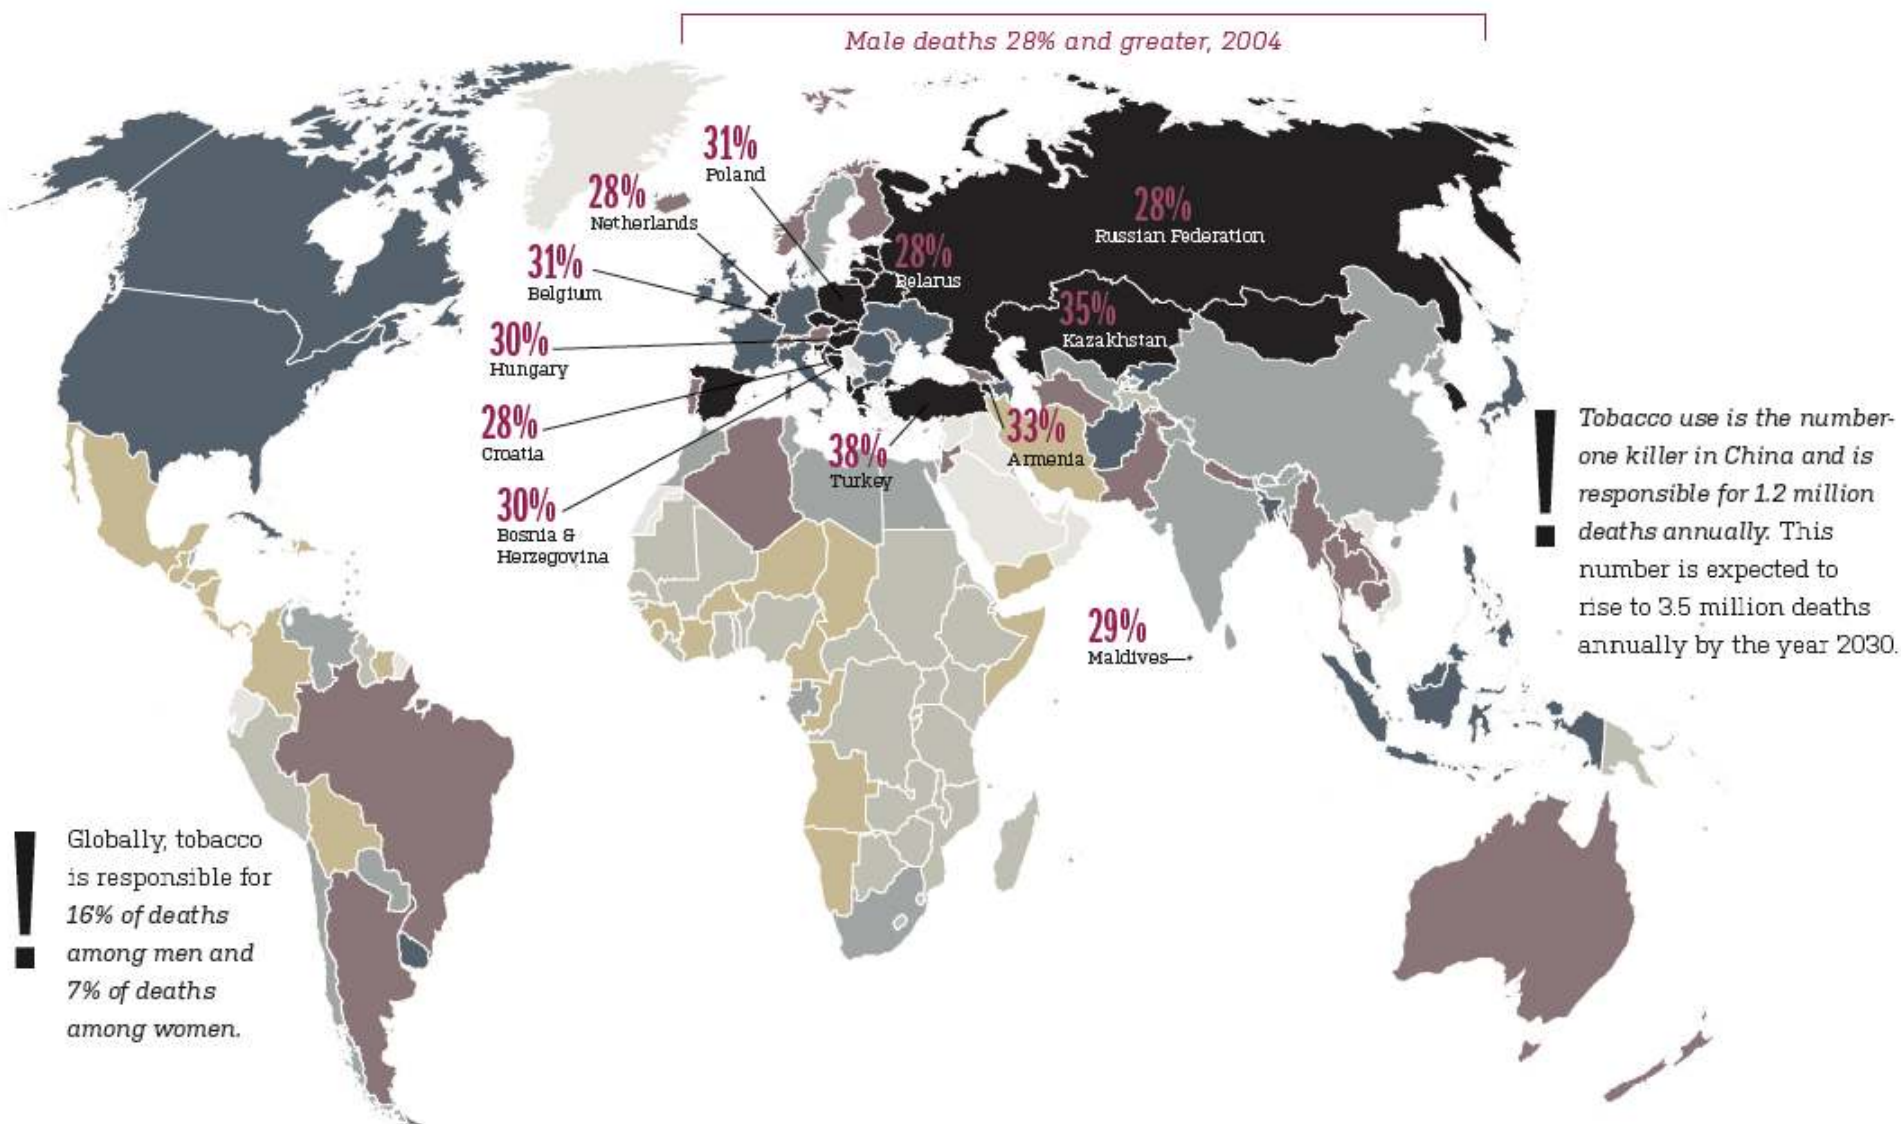 Male deaths 28% and greater, 2004
31%
Poland
28%
Netherlands
28%
Russian Federation
31%
Belgium
28%
Belarus
35%
Kazakhstan
30%
Hungary
28%
Croatia
38%
Turkey
33%
Armenia
30%
Bosnia &
Herzegovina
29%
Maldives
Tobacco use is the number-
one killer in China and is
responsible for 1.2 million
deaths annually. This
number is expected to
rise to 3.5 million deaths
annually by the year 2030.
Globally, tobacco
is responsible for
16% of deaths
among men and
7% of deaths
among women.